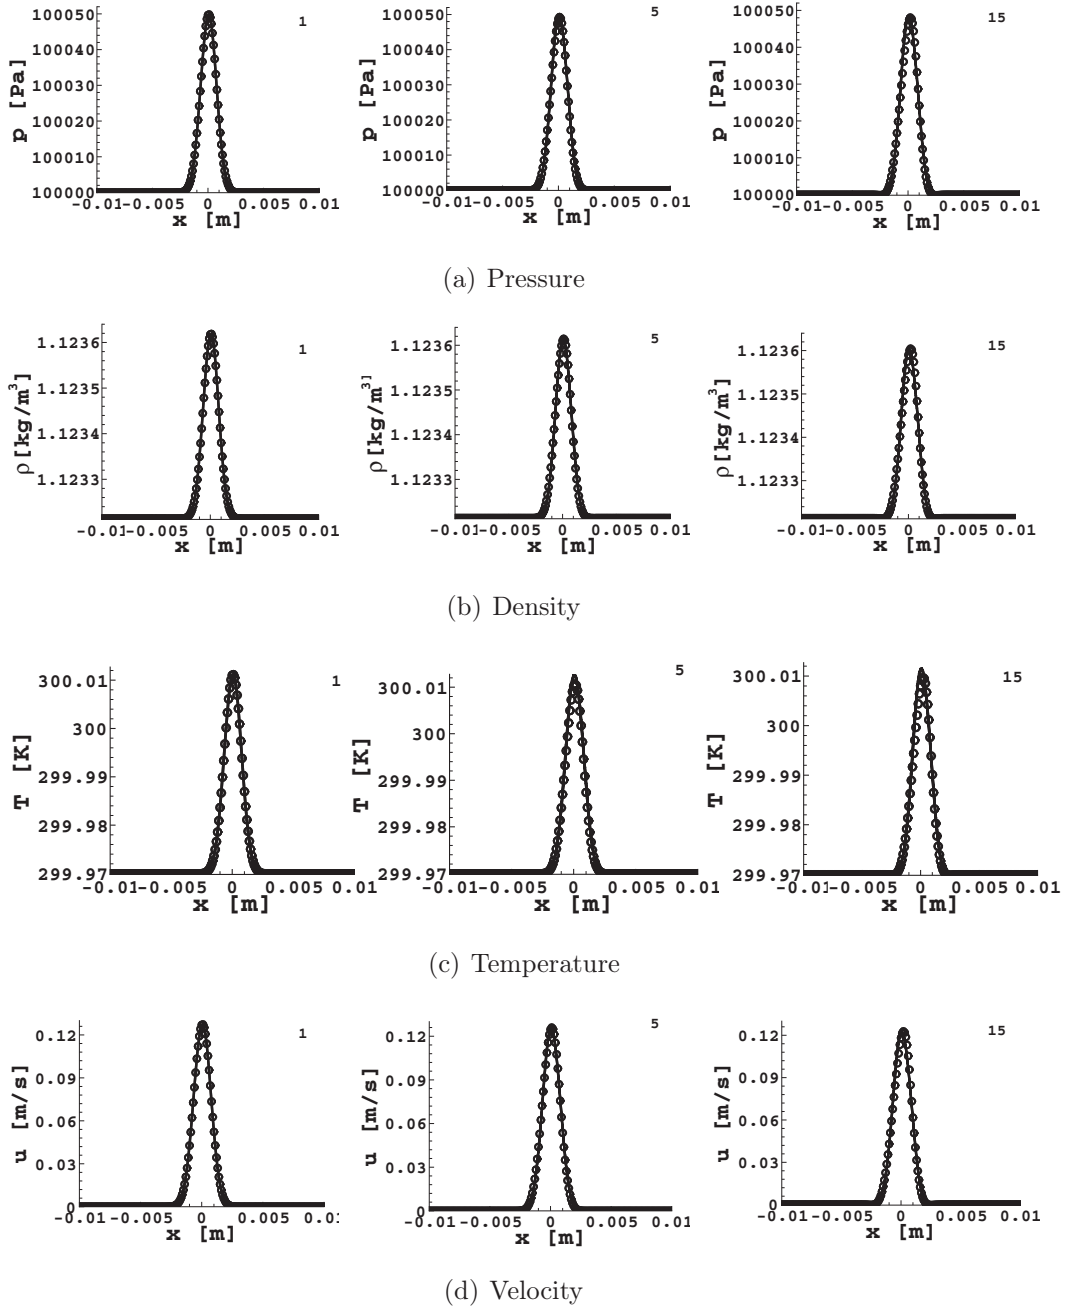 1 5 15
100050 100050 100050
100040 100040 100040
100030 100030 100030
100020 100020 100020
100010 100010 100010
100000 100000 100000
p [Pa] p [Pa] p [Pa]
-0.01 -0.005 0 0.005 0.01 -0.01 -0.005 0 0.005 0.01 -0.01 -0.005 0 0.005 0.01
x [m] x [m] x [m]
(a) Pressure
1 5 15
1.1236 1.1236 1.1236
1.1235 1.1235 1.1235
1.1234 1.1234 1.1234
1.1233 1.1233 1.1233
ρ[kg/m³] ρ[kg/m³] ρ[kg/m³]
-0.01 -0.005 0 0.005 0.01 -0.01 -0.005 0 0.005 0.01 -0.01 -0.005 0 0.005 0.01
x [m] x [m] x [m]
(b) Density
1 5 15
300.01 300.01 300.01
300 300 300
299.99 299.99 299.99
299.98 299.98 299.98
299.97 299.97 299.97
T [K] T [K] T [K]
-0.01 -0.005 0 0.005 0.01 -0.01 -0.005 0 0.005 0.01 -0.01 -0.005 0 0.005 0.01
x [m] x [m] x [m]
(c) Temperature
1 5 15
0.12 0.12 0.12
0.09 0.09 0.09
0.06 0.06 0.06
0.03 0.03 0.03
0 0 0
u [m/s] u [m/s] u [m/s]
-0.01 -0.005 0 0.005 0.01 -0.01 -0.005 0 0.005 0.01 -0.01 -0.005 0 0.005 0.01
x [m] x [m] x [m]
(d) Velocity